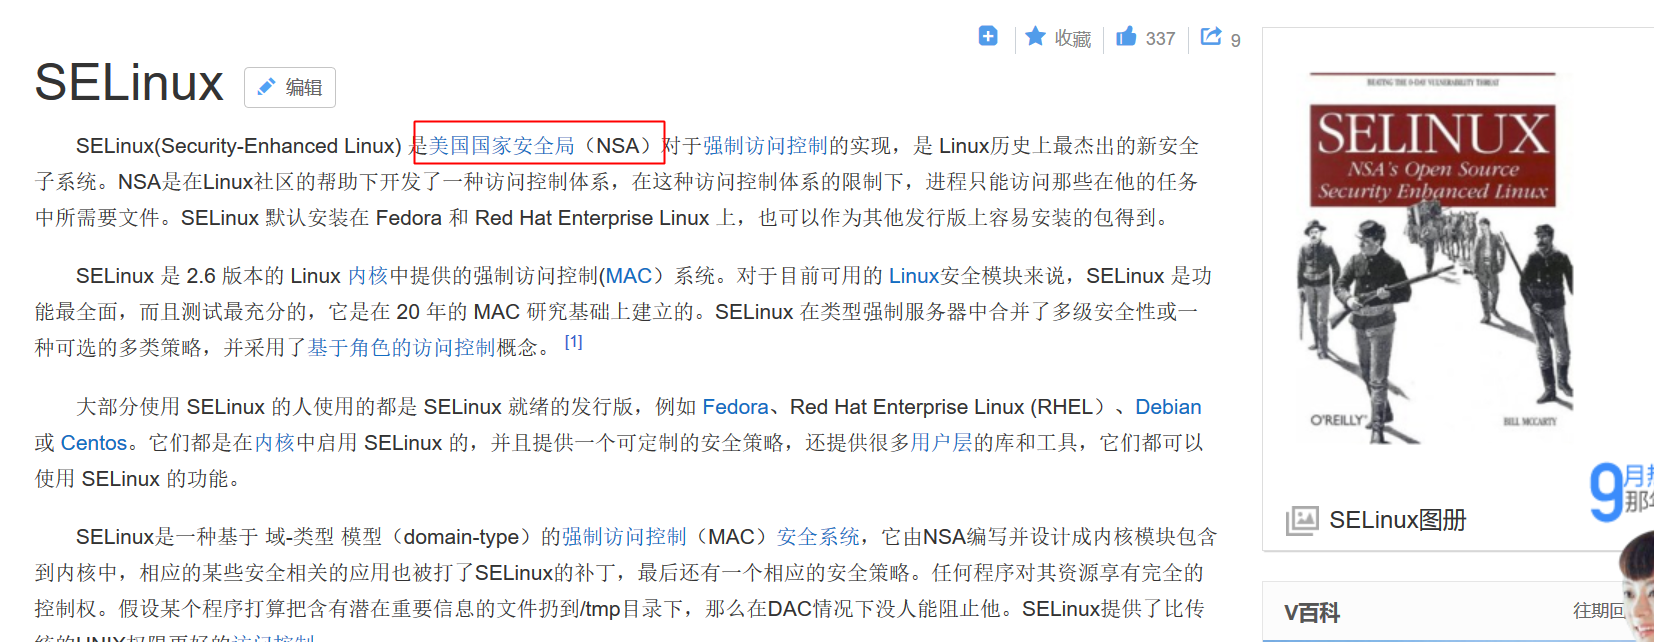 收藏
337
9
SELinux
编辑
SELinux(Security-Enhanced Linux) 是美国国家安全局（NSA）对于强制访问控制的实现，是 Linux历史上最杰出的新安全
子系统。NSA是在Linux社区的帮助下开发了一种访问控制体系，在这种访问控制体系的限制下，进程只能访问那些在他的任务
中所需要文件。SELinux 默认安装在 Fedora 和 Red Hat Enterprise Linux 上，也可以作为其他发行版上容易安装的包得到。
SELinux 是 2.6 版本的 Linux 内核中提供的强制访问控制(MAC）系统。对于目前可用的 Linux安全模块来说，SELinux 是功
能最全面，而且测试最充分的，它是在 20 年的 MAC 研究基础上建立的。SELinux 在类型强制服务器中合并了多级安全性或一
种可选的多类策略，并采用了基于角色的访问控制概念。 [1]
大部分使用 SELinux 的人使用的都是 SELinux 就绪的发行版，例如 Fedora、Red Hat Enterprise Linux (RHEL）、Debian
或 Centos。它们都是在内核中启用 SELinux 的，并且提供一个可定制的安全策略，还提供很多用户层的库和工具，它们都可以
使用 SELinux 的功能。
SELinux是一种基于 域-类型 模型（domain-type）的强制访问控制（MAC）安全系统，它由NSA编写并设计成内核模块包含
到内核中，相应的某些安全相关的应用也被打了SELinux的补丁，最后还有一个相应的安全策略。任何程序对其资源享有完全的
控制权。假设某个程序打算把含有潜在重要信息的文件扔到/tmp目录下，那么在DAC情况下没人能阻止他。SELinux提供了比传
统的UNIX权限更好的访问控制。
BEATING THE 0-DAY VULNERABILITY THREAT
SELINUX
NSA's Open Source
Security Enhanced Linux
O'REILLY
BILL MCCARTY
SELinux图册
9月
那
V百科
往期回